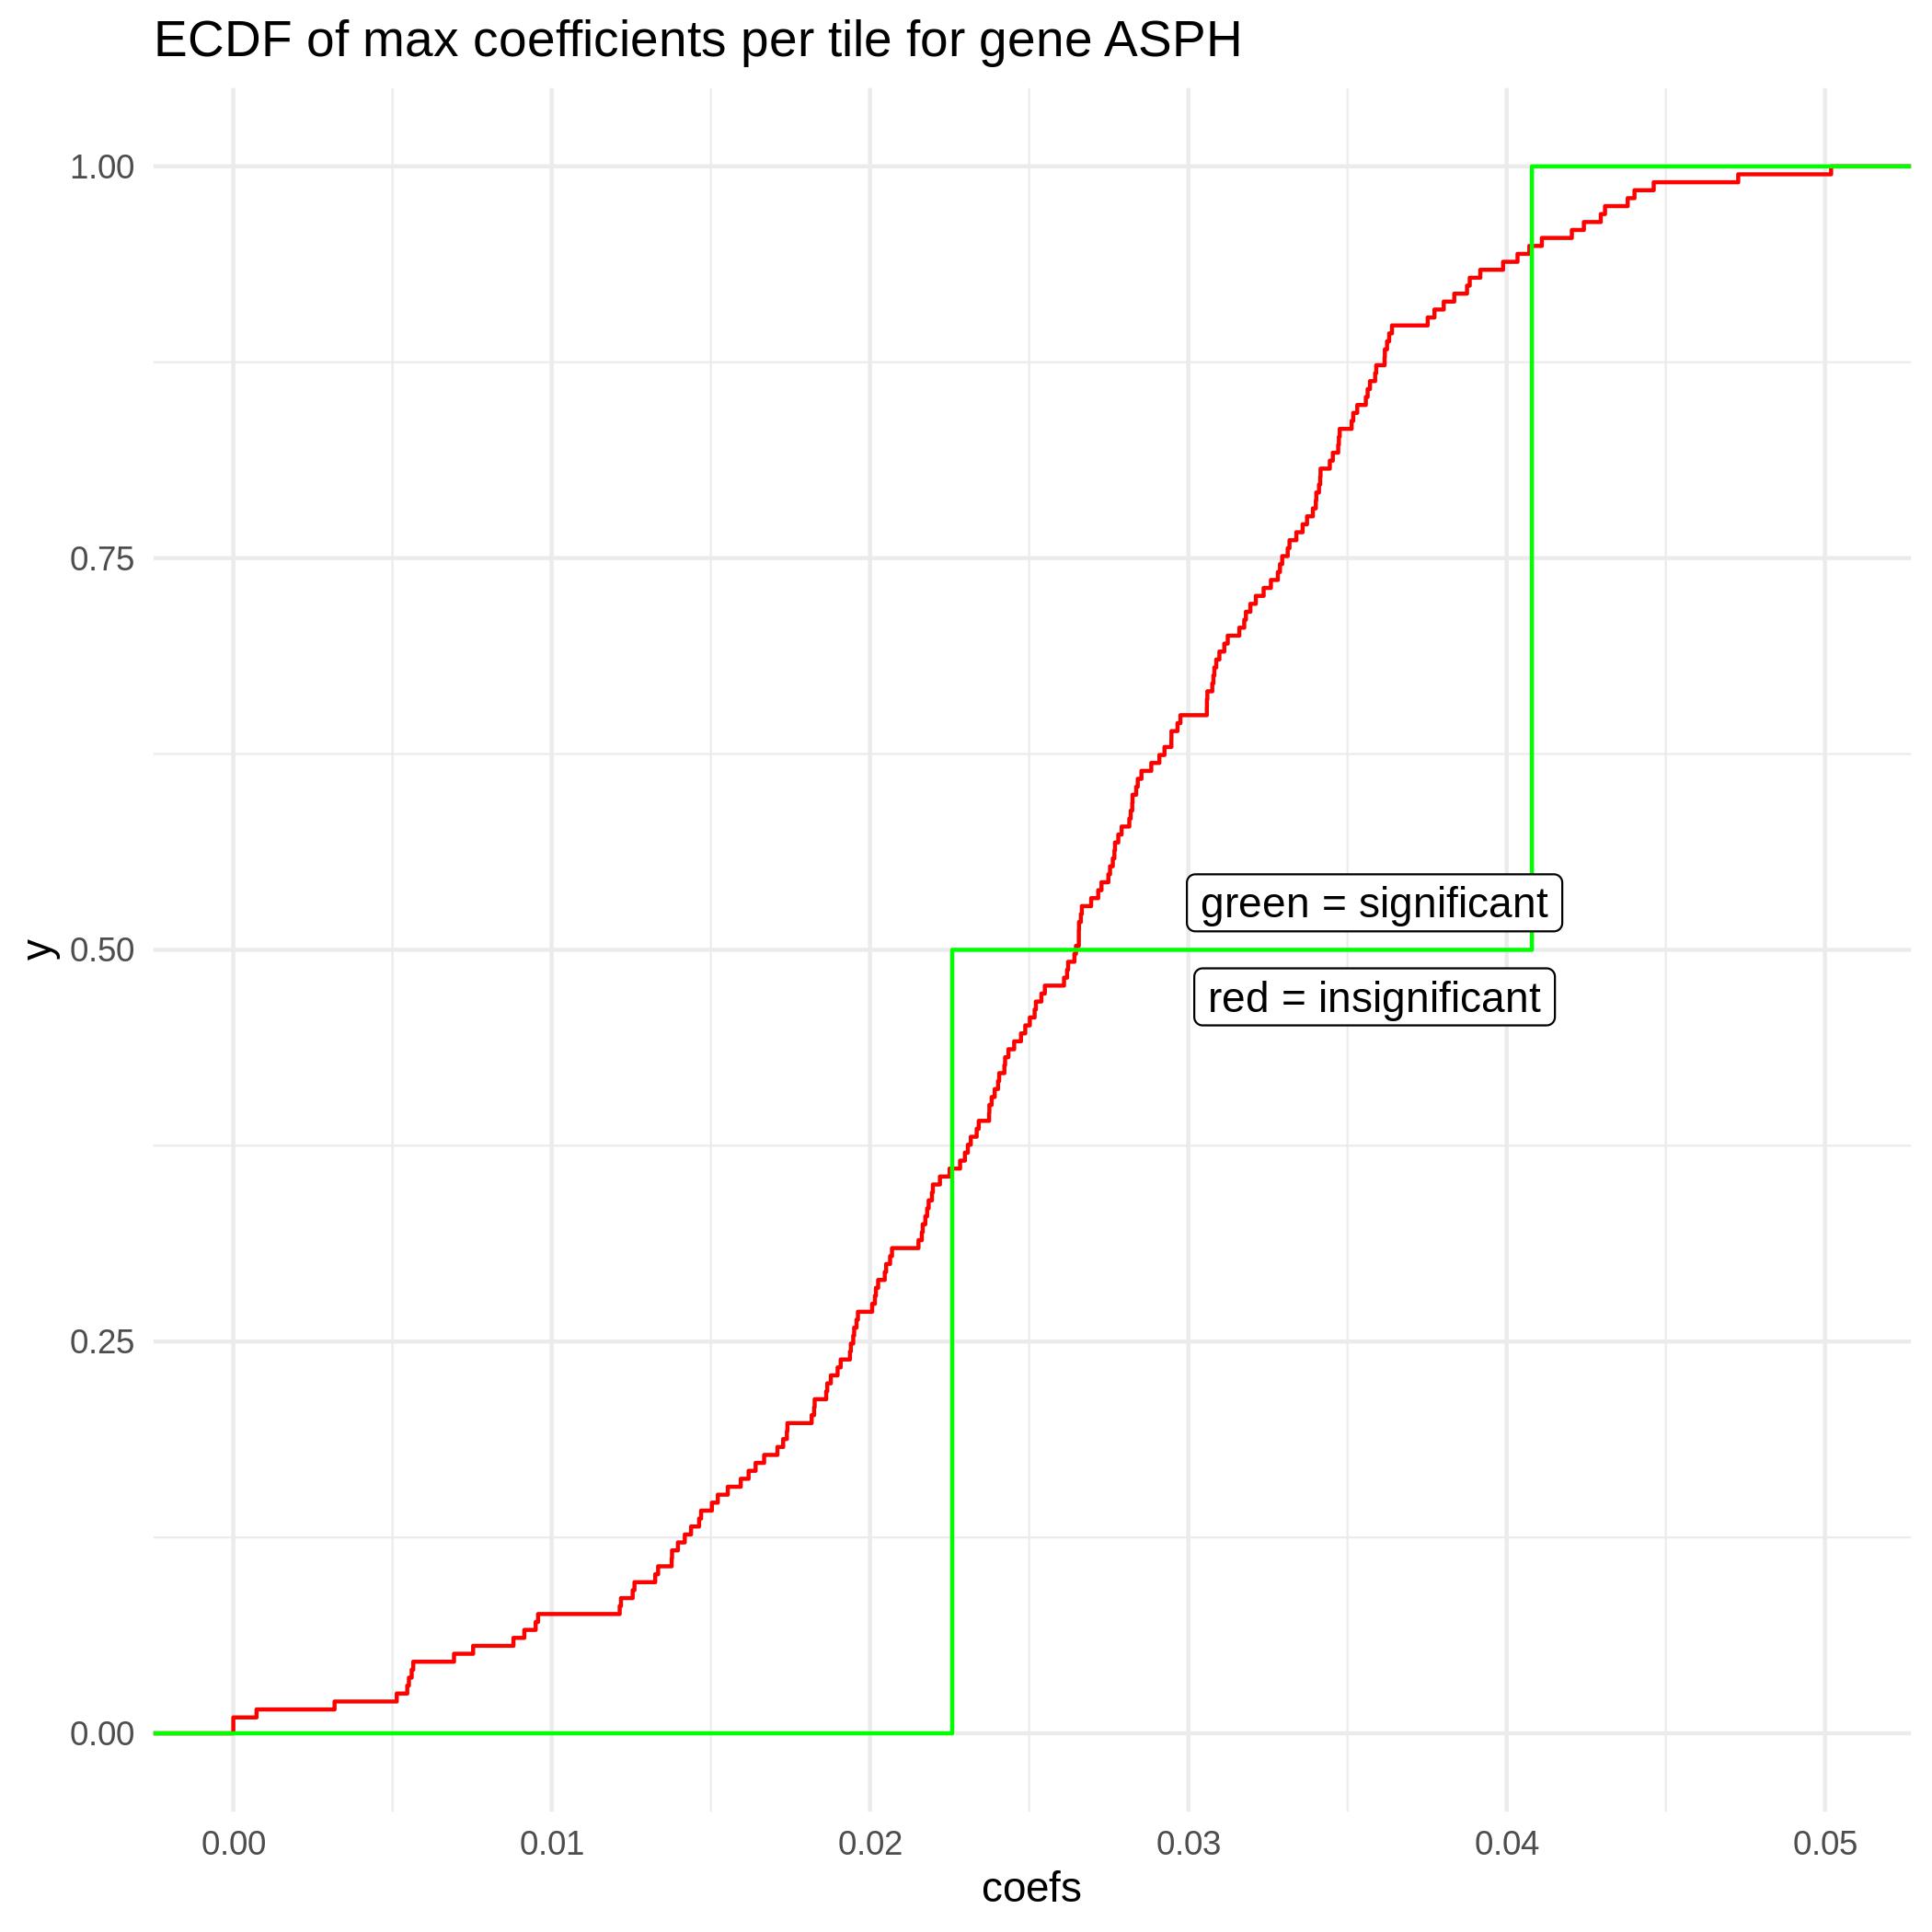 ECDF of max coefficients per tile for gene ASPH
1.00
0.75
0.50
0.25
0.00
y
green = significant
red = insignificant
0.00 0.01 0.02 0.03 0.04 0.05
coefs